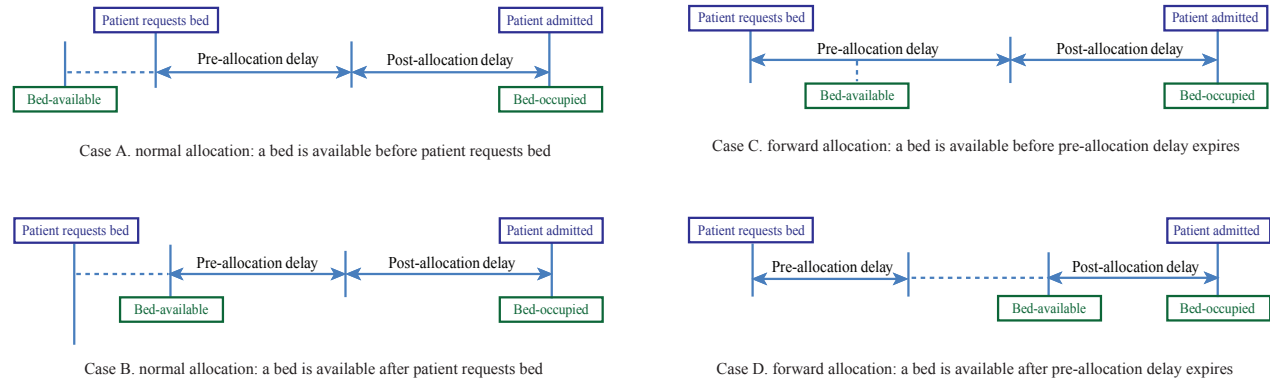 Patient requests bed
Patient admitted
Pre-allocation delay
Post-allocation delay
Bed-available
Bed-occupied
Case A. normal allocation: a bed is available before patient requests bed
Patient requests bed
Patient admitted
Pre-allocation delay
Post-allocation delay
Bed-available
Bed-occupied
Case C. forward allocation: a bed is available before pre-allocation delay expires
Patient requests bed
Patient admitted
Pre-allocation delay
Post-allocation delay
Bed-available
Bed-occupied
Case B. normal allocation: a bed is available after patient requests bed
Patient requests bed
Patient admitted
Pre-allocation delay
Post-allocation delay
Bed-available
Bed-occupied
Case D. forward allocation: a bed is available after pre-allocation delay expires